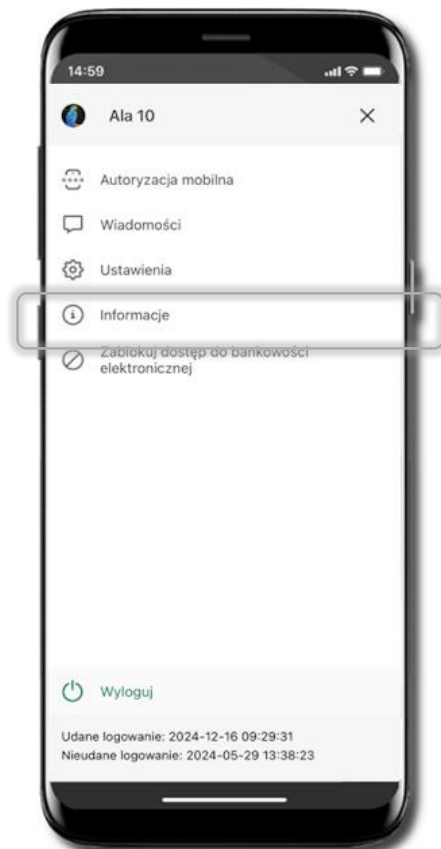 14:59
Ala 10
Autoryzacja mobilna
Wiadomości
Ustawienia
Informacje
Zablokuj dostęp do bankowości
elektronicznej
Wyloguj
Udane logowanie: 2024-12-16 09:29:31
Nieudane logowanie: 2024-05-29 13:38:23